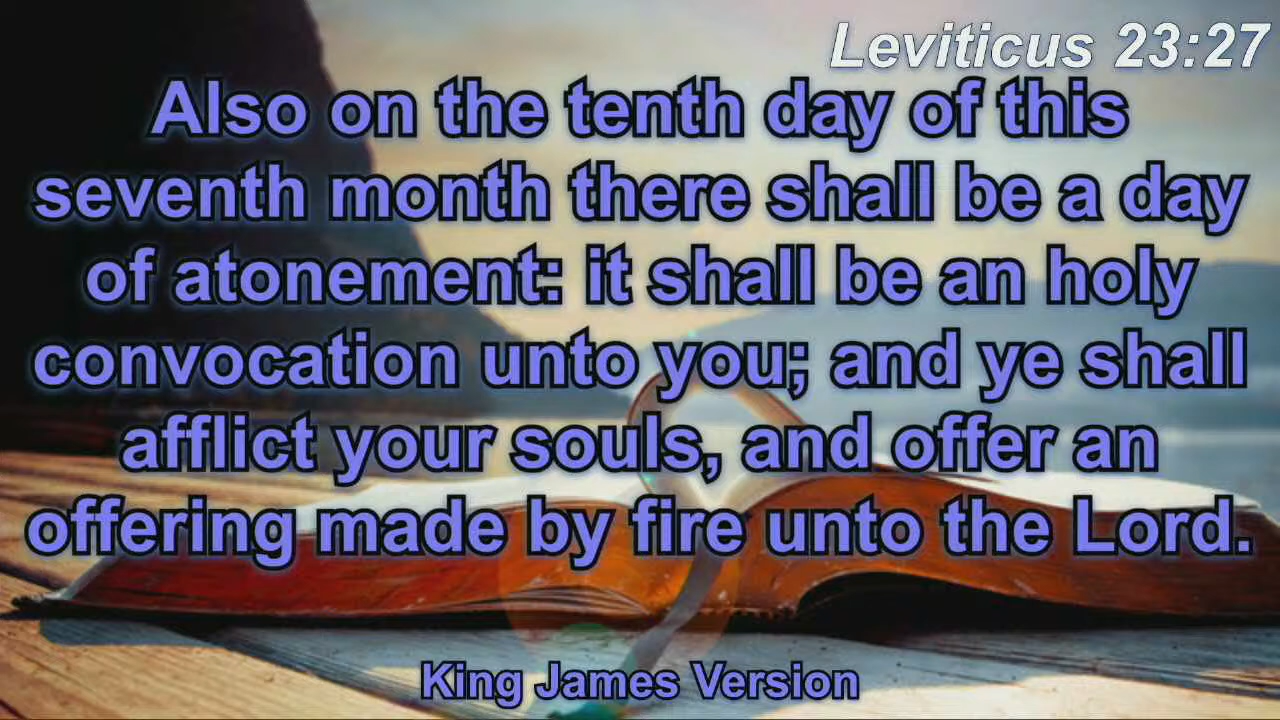 Leviticus 23:27
Also on the tenth day of this
seventh month there shall be a day
of atonement: it shall be an holy
convocation unto you; and ye shall
afflict your souls, and offer an
offering made by fire unto the Lord.
King James Version